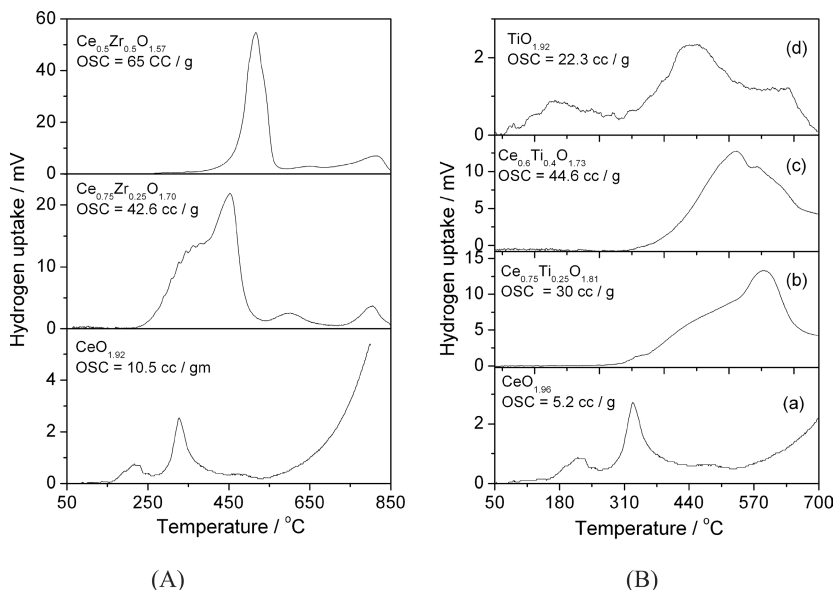 60
40
20
0
Ce0.5Zr0.5O1.57
OSC = 65 CC / g
20
10
0
Ce0.75Zr0.25O1.70
OSC = 42.6 cc / g
4
2
0
CeO1.92
OSC = 10.5 cc / gm
Hydrogen uptake / mV
50 250 450 650 850
Temperature / °C
(A)
2
0
TiO1.92
OSC = 22.3 cc / g
(d)
10
5.0
0
Ce0.6Ti0.4O1.73
OSC = 44.6 cc / g
(c)
15
10
5
0
Ce0.75Ti0.25O1.81
OSC = 30 cc / g
(b)
4
2
0
CeO1.96
OSC = 5.2 cc / g
(a)
Hydrogen uptake / mV
50 180 310 440 570 700
Temperature / °C
(B)